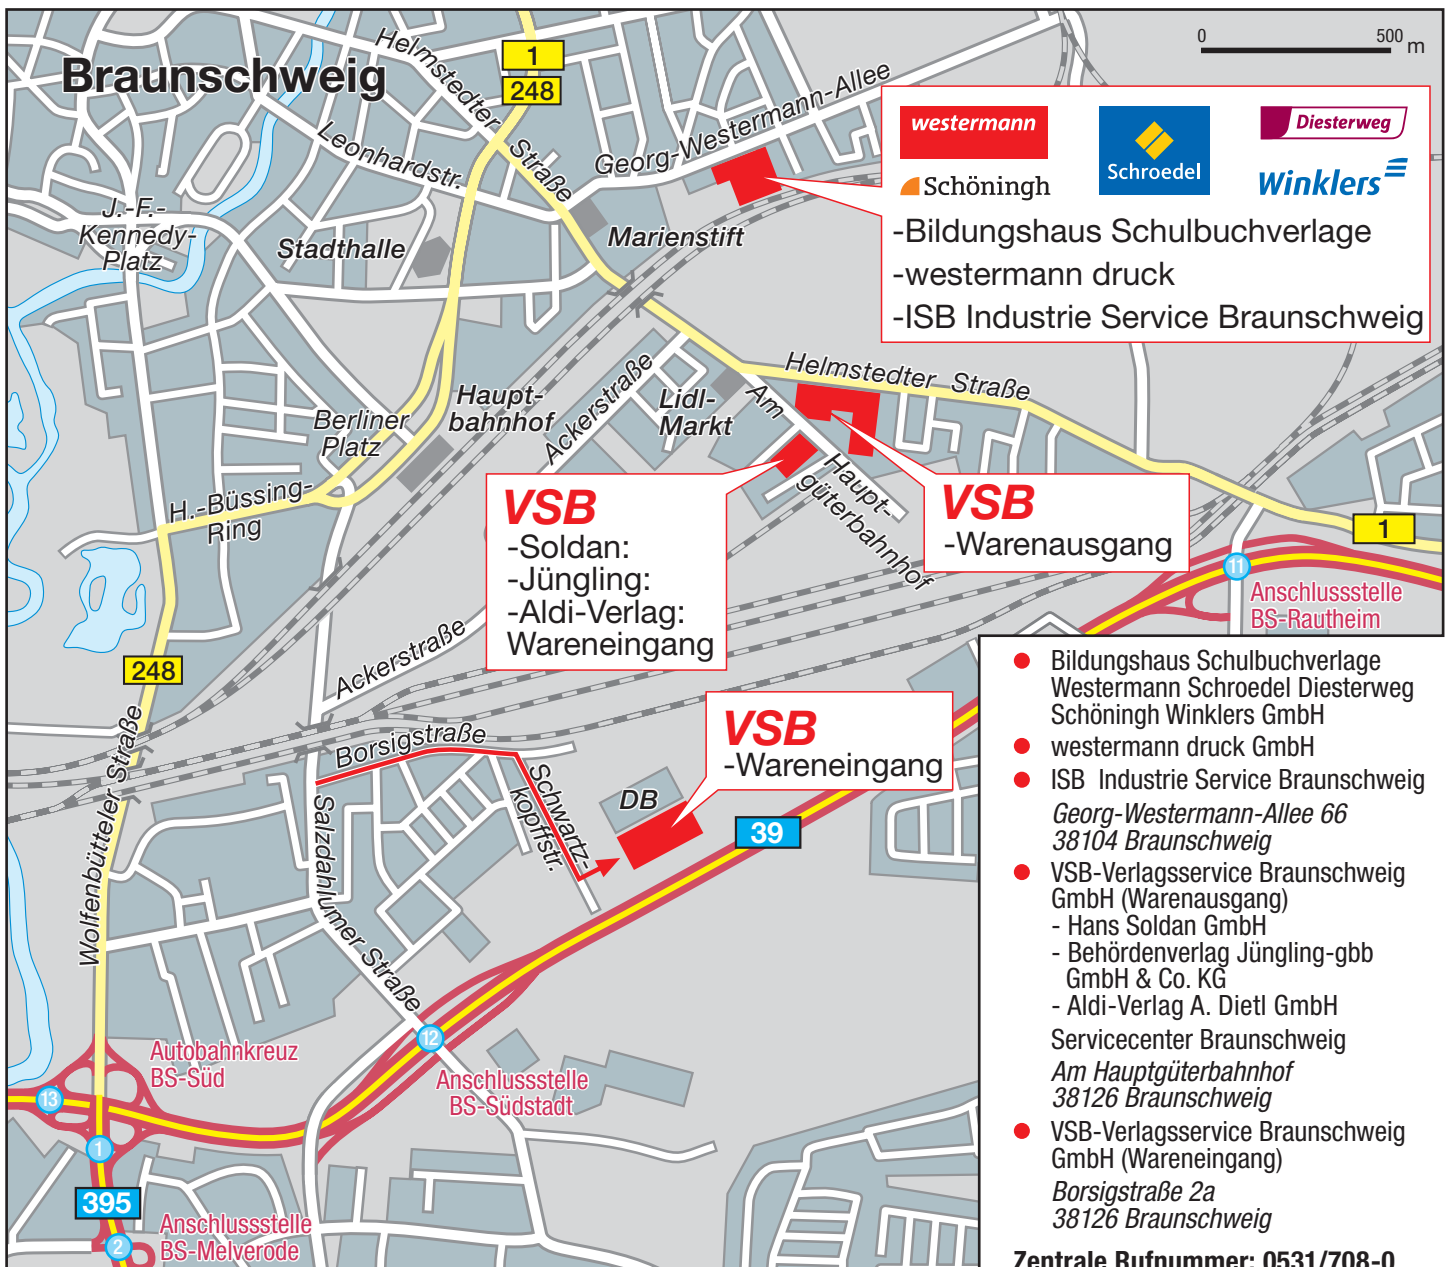 Braunschweig
Helmstedter Straße
1
248
Georg-Westermann-Allee
0 500 m
Leonhardstr.
J.-F.-
Kennedy-
Platz
Stadthalle
Marienstift
westermann
Schroedel
Diesterweg
Schöningh
Winklers
-Bildungshaus Schulbuchverlage
-westermann druck
-ISB Industrie Service Braunschweig
Helmstedter Straße
Haupt-
bahnhof
Ackerstraße
Lidl-
Markt
Am
Haupt-
güterbahnhof
Berliner
Platz
H.-Büssing-
Ring
VSB
-Soldan:
-Jüngling:
-Aldi-Verlag:
Wareneingang
VSB
-Warenausgang
1
11
Anschlussstelle
BS-Rautheim
248
Ackerstraße
Wolfenbütteler Straße
Borsigstraße
Schwartz-
kopffstr.
Salzdahlumer Straße
DB
VSB
-Wareneingang
39
12
Anschlussstelle
BS-Südstadt
Autobahnkreuz
BS-Süd
13
1
395
2
Anschlussstelle
BS-Melverode
Bildungshaus Schulbuchverlage
Westermann Schroedel Diesterweg
Schöningh Winklers GmbH
westermann druck GmbH
ISB Industrie Service Braunschweig
Georg-Westermann-Allee 66
38104 Braunschweig
VSB-Verlagsservice Braunschweig
GmbH (Warenausgang)
- Hans Soldan GmbH
- Behördenverlag Jüngling-gbb
GmbH & Co. KG
- Aldi-Verlag A. Dietl GmbH
Servicecenter Braunschweig
Am Hauptgüterbahnhof
38126 Braunschweig
VSB-Verlagsservice Braunschweig
GmbH (Wareneingang)
Borsigstraße 2a
38126 Braunschweig
Zentrale Rufnummer: 0531/708-0